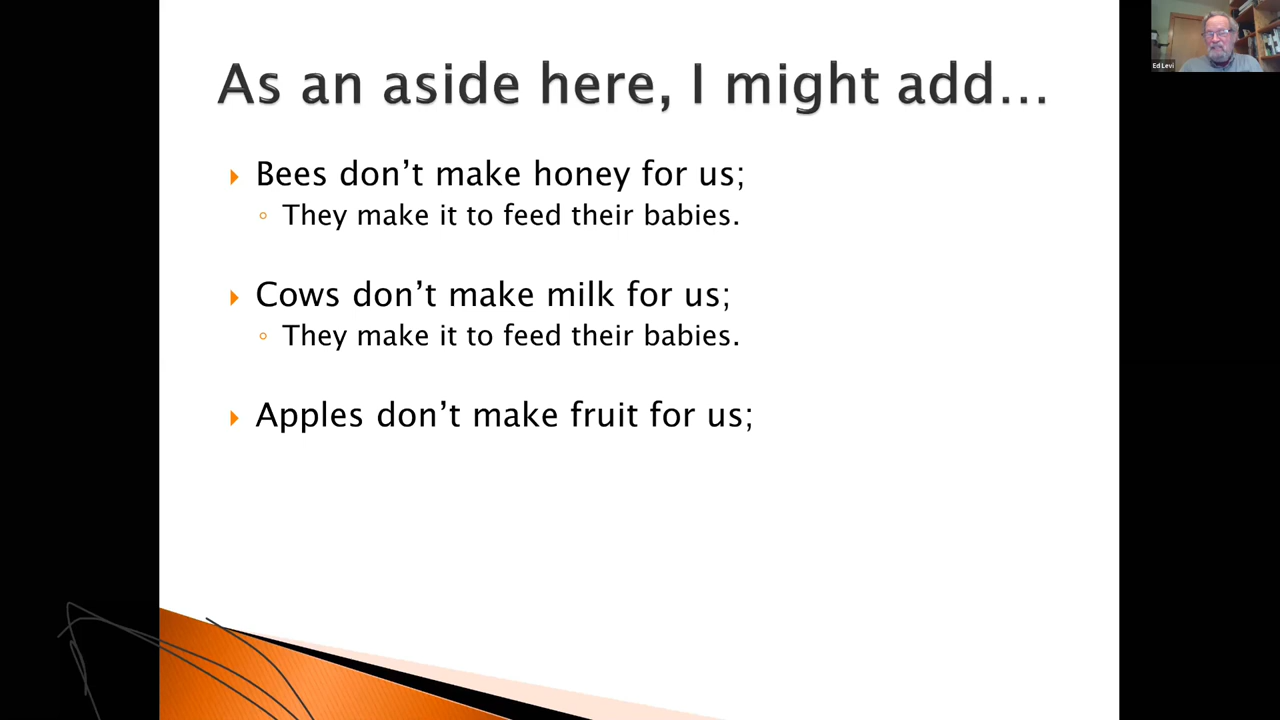 As an aside here, I might add...
Ed Levi
Bees don't make honey for us;
They make it to feed their babies.
Cows don't make milk for us;
They make it to feed their babies.
Apples don't make fruit for us;